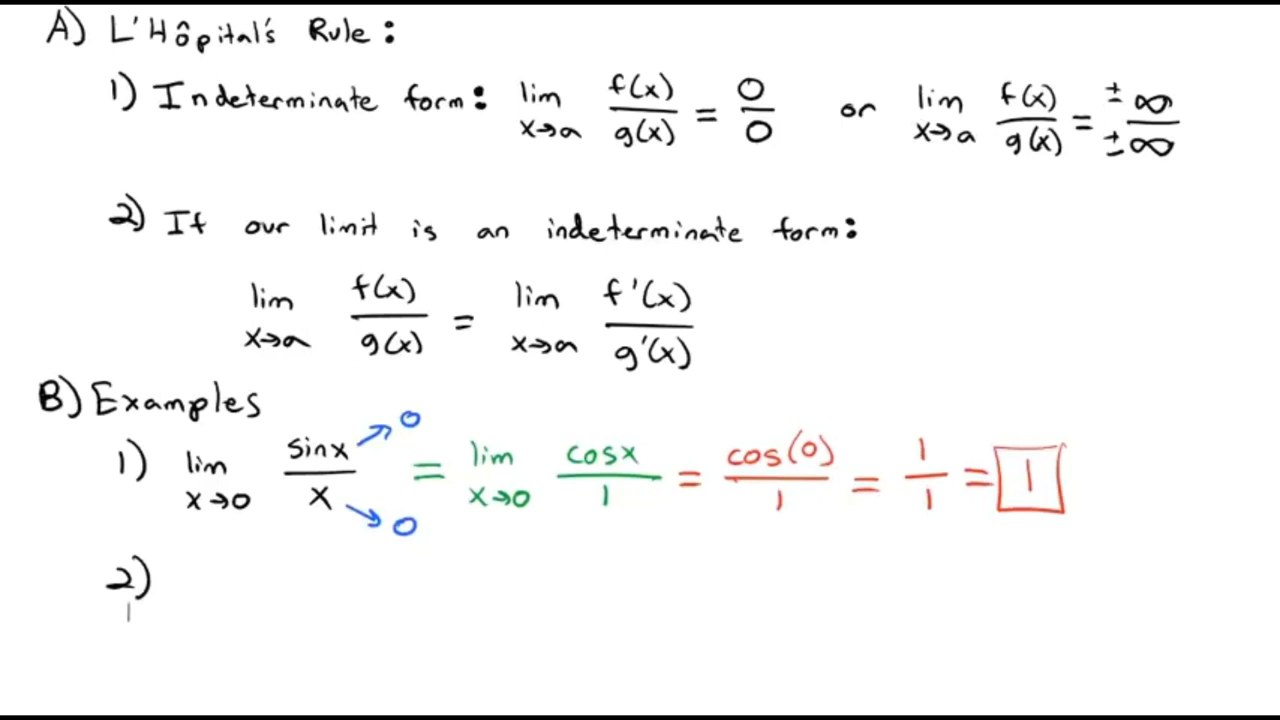 A) L'Hôpital's Rule:
1) Indeterminate form: lim x→a f(x)/g(x) = 0/0 or lim x→a f(x)/g(x) = ±∞/±∞
2) If our limit is an indeterminate form:
lim x→a f(x)/g(x) = lim x→a f'(x)/g'(x)
B) Examples
1) lim x→0 sinx/x →0 →0 = lim x→0 cosx/1 = cos(0)/1 = 1/1 = 1
2)